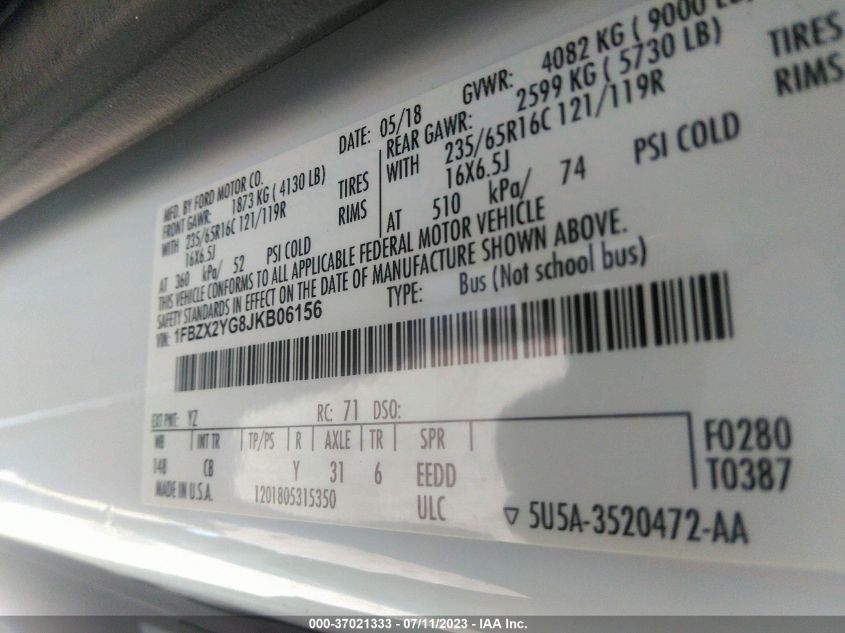 MFD. BY FORD MOTOR CO.
DATE: 05/18
GVWR: 4082 KG ( 9000 LB
FRONT GAWR: 1873 KG ( 4130 LB)
REAR GAWR: 2599 KG ( 5730 LB)
WITH 235/65R16C 121/119R TIRES
WITH 235/65R16C 121/119R TIRES
16X6.5J RIMS
16X6.5J RIMS
AT 360 kPa/ 52 PSI COLD
AT 510 kPa/ 74 PSI COLD
THIS VEHICLE CONFORMS TO ALL APPLICABLE FEDERAL MOTOR VEHICLE
SAFETY STANDARDS IN EFFECT ON THE DATE OF MANUFACTURE SHOWN ABOVE.
VIN: 1FBZX2YG8JKB06156
TYPE: Bus (Not school bus)
EXT PNT: YZ RC: 71 DSO:
WB INT TR TP/PS R AXLE TR SPR
148 CB Y 31 6 EEDD
F0280
T0387
MADE IN U.S.A. 1201805315350 ULC
5U5A-3520472-AA
000-37021333 - 07/11/2023 - IAA Inc.